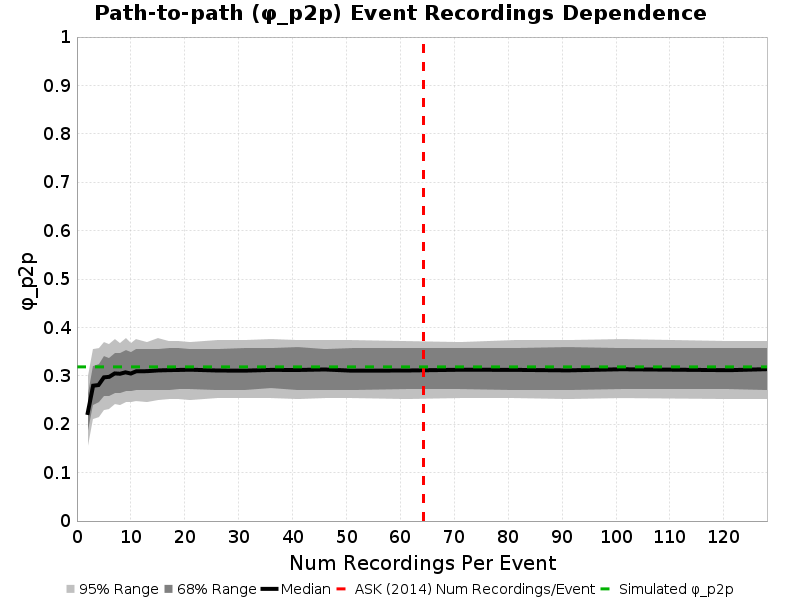 Path-to-path (φ_p2p) Event Recordings Dependence
1
0.9
0.8
0.7
0.6
0.5
0.4
0.3
0.2
0.1
0
φ_p2p
0 10 20 30 40 50 60 70 80 90 100 110 120
Num Recordings Per Event
95% Range 68% Range Median ASK (2014) Num Recordings/Event Simulated φ_p2p